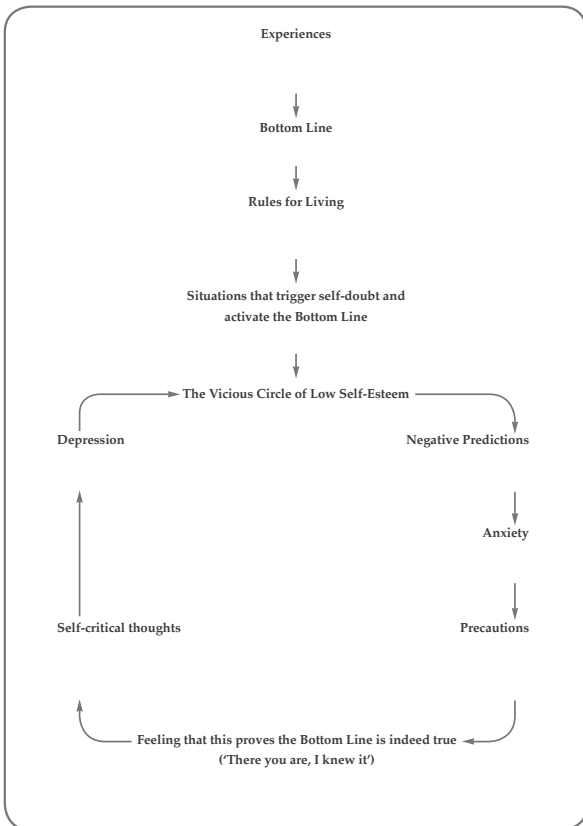 Experiences
Bottom Line
Rules for Living
Situations that trigger self-doubt and
activate the Bottom Line
The Vicious Circle of Low Self-Esteem
Depression
Negative Predictions
Anxiety
Self-critical thoughts
Precautions
Feeling that this proves the Bottom Line is indeed true
(‘There you are, I knew it’)